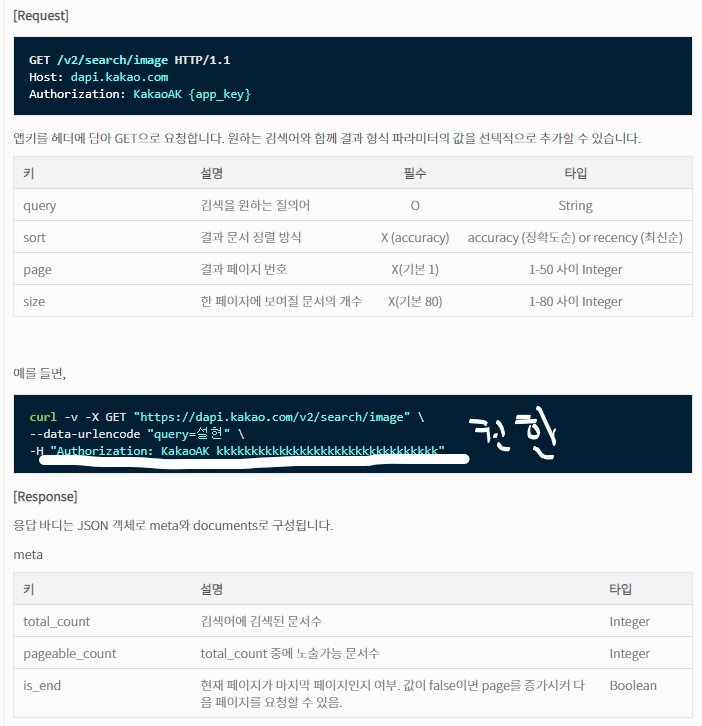 [Request]
GET /v2/search/image HTTP/1.1
Host: dapi.kakao.com
Authorization: KakaoAK {app_key}
앱키를 헤더에 담아 GET으로 요청합니다. 원하는 검색어와 함께 결과 형식 파라미터의 값을 선택적으로 추가할 수 있습니다.
키 설명 필수 타입
query 검색을 원하는 질의어 O String
sort 결과 문서 정렬 방식 X (accuracy) accuracy (정확도순) or recency (최신순)
page 결과 페이지 번호 X(기본 1) 1-50 사이 Integer
size 한 페이지에 보여질 문서의 개수 X(기본 80) 1-80 사이 Integer
예를 들면,
curl -v -X GET "https://dapi.kakao.com/v2/search/image" \
--data-urlencode "query=설현" \
-H "Authorization: KakaoAK kkkkkkkkkkkkkkkkkkkkkkkkkkkkkkkk"
권한
[Response]
응답 바디는 JSON 객체로 meta와 documents로 구성됩니다.
meta
키 설명 타입
total_count 검색어에 검색된 문서수 Integer
pageable_count total_count 중에 노출가능 문서수 Integer
is_end 현재 페이지가 마지막 페이지인지 여부. 값이 false이면 page를 증가시켜 다 Boolean
음 페이지를 요청할 수 있음.